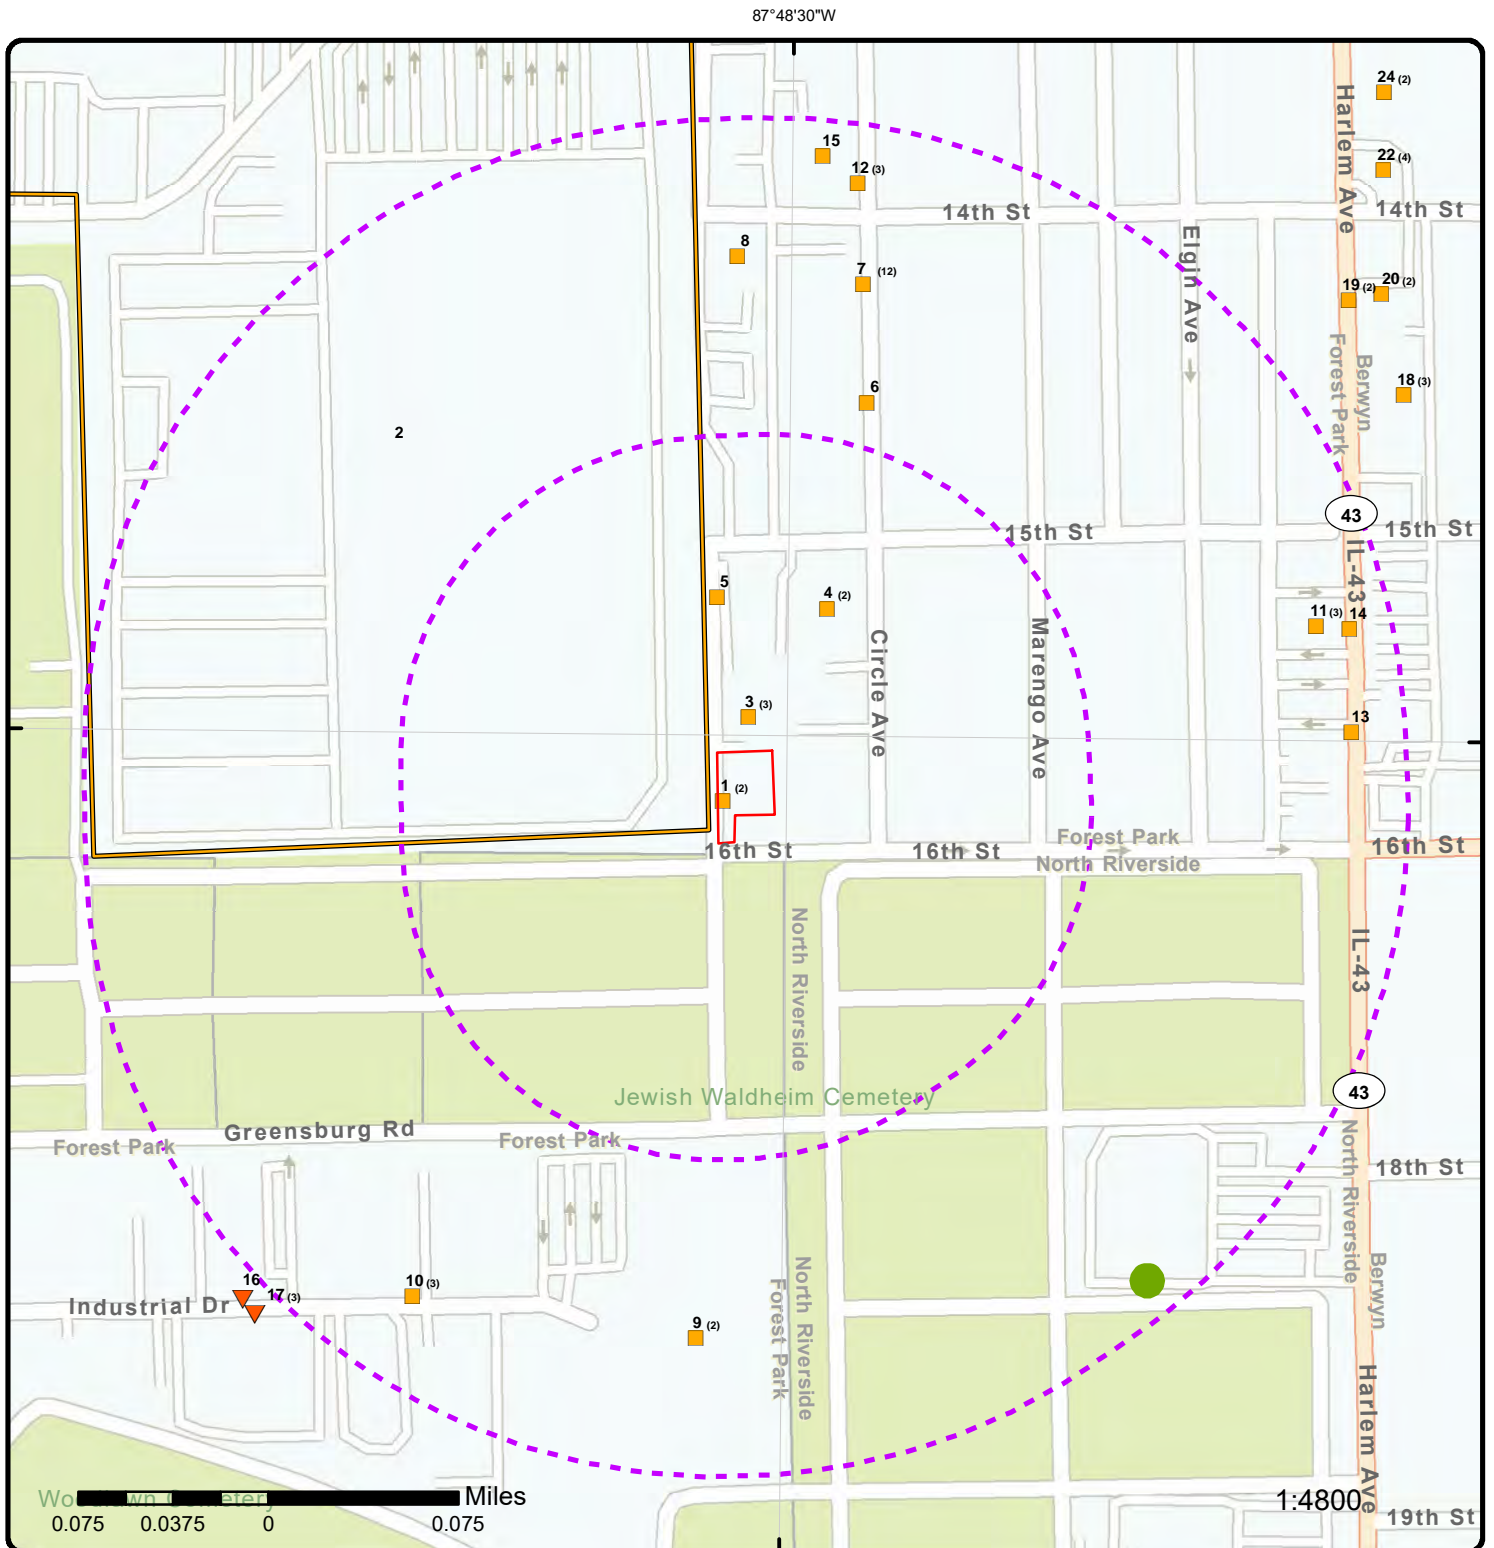 87°48'30"W
24 (2)
Harlem Ave
15
22 (4)
12 (3)
14th St
14th St
Elgin Ave
8
7 (12)
19 (2)
20 (2)
Forest Park
Berwyn
18 (3)
6
2
43
15th St
15th St
IL-43
5
4 (2)
11 (3)
14
Circle Ave
Marengo Ave
3 (3)
13
1 (2)
16th St
16th St
Forest Park
North Riverside
16th St
North Riverside
IL-43
Jewish Waldheim Cemetery
43
Greensburg Rd
Forest Park
Forest Park
North Riverside
18th St
Berwyn
North Riverside
Forest Park
16
17 (3)
10 (3)
Industrial Dr
9 (2)
Harlem Ave
Woodlawn Cemetery
Miles
0.075 0.0375 0 0.075
1:4800
19th St